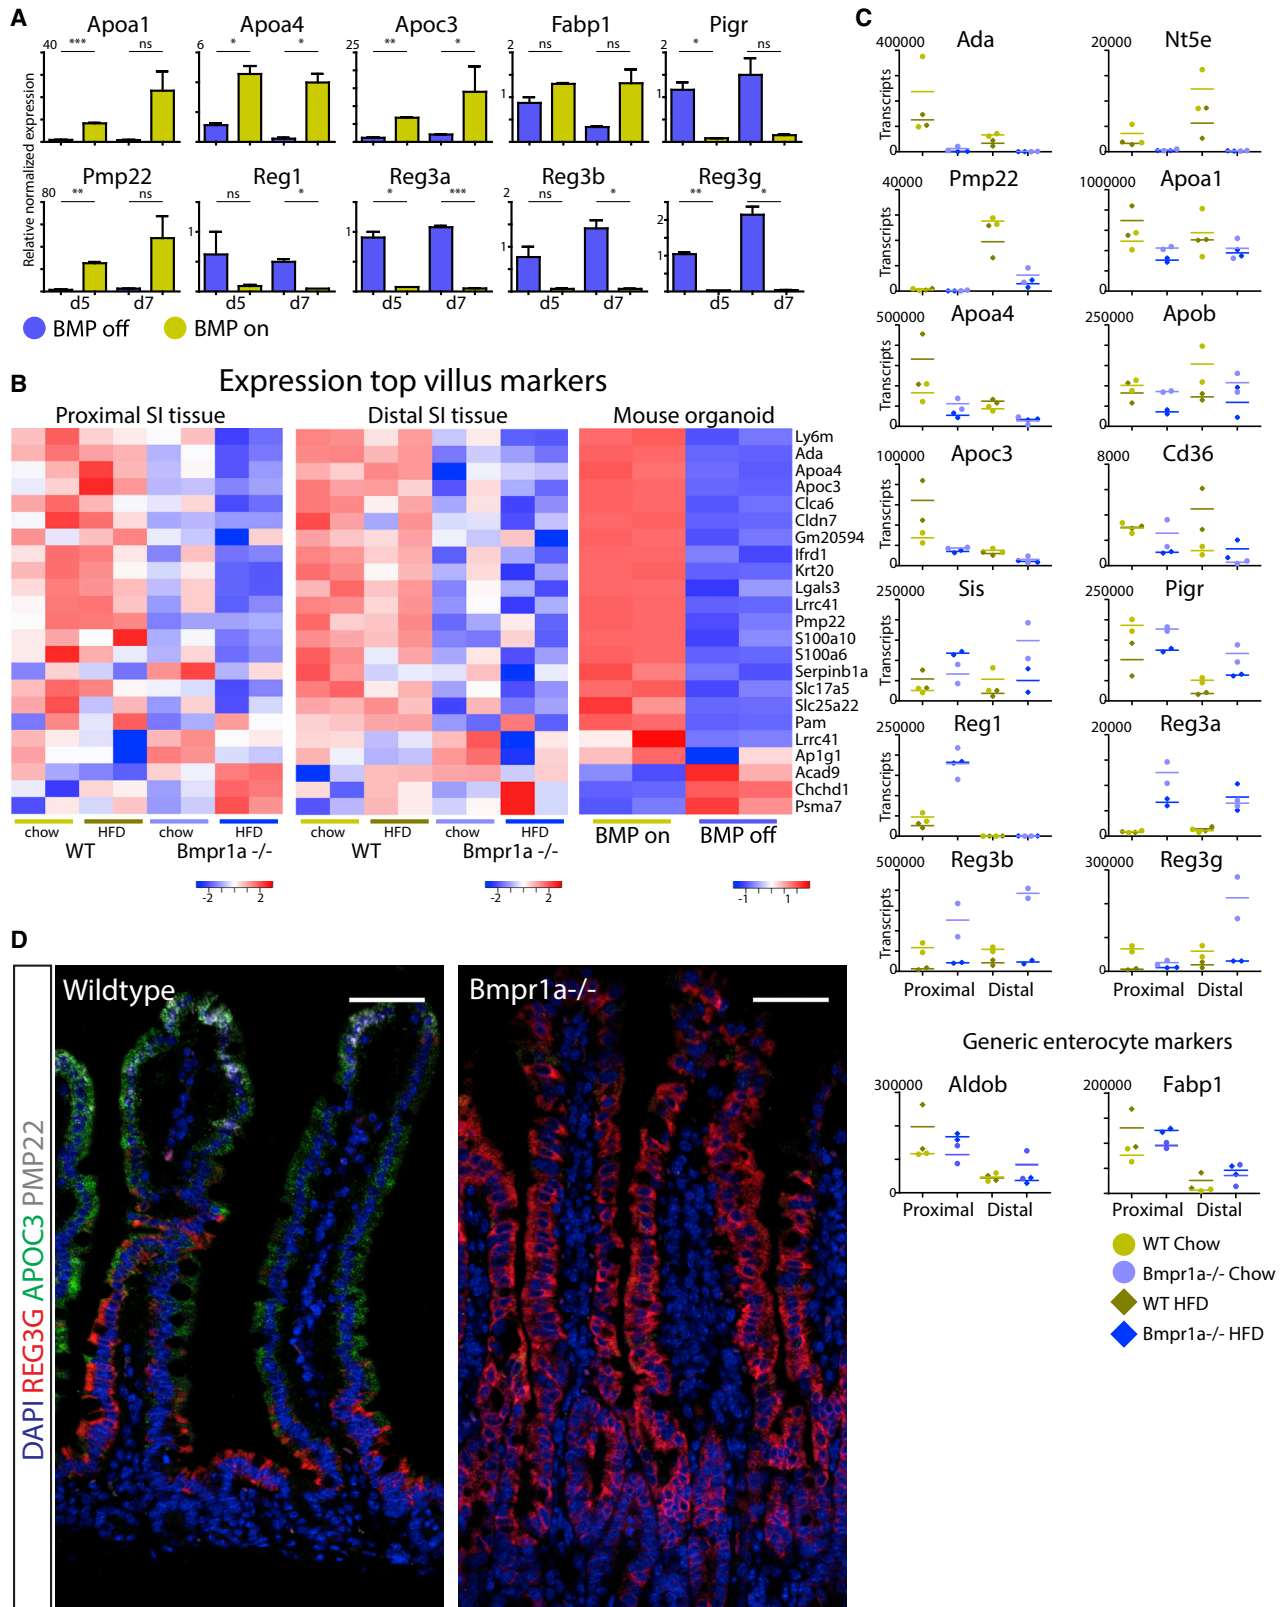 A
Apoa1
Apoa4
Apoc3
Fabp1
Pigr
40
***
ns
6
*
*
25
**
*
2
ns
ns
1
2
*
ns
1
Relative normalized expression
Pmp22
Reg1
Reg3a
Reg3b
Reg3g
80
**
ns
ns
*
1
*
***
1
2
ns
*
1
**
*
2
1
d5 d7
d5 d7
d5 d7
d5 d7
d5 d7
BMP off
BMP on
B
Expression top villus markers
Proximal SI tissue
Distal SI tissue
Mouse organoid
Ly6m
Ada
Apoa4
Apoc3
Clca6
Cldn7
Gm20594
Ifrd1
Krt20
Lgals3
Lrrc41
Pmp22
S100a10
S100a6
Serpinb1a
Slc17a5
Slc25a22
Pam
Lrrc41
Ap1g1
Acad9
Chchd1
Psma7
chow HFD chow HFD
WT Bmpr1a -/-
chow HFD chow HFD
WT Bmpr1a -/-
BMP on BMP off
-2 2
-2 2
-1 1
C
400000
Ada
Transcripts
20000
Nt5e
40000
Pmp22
Transcripts
1000000
Apoa1
500000
Apoa4
Transcripts
250000
Apob
100000
Apoc3
Transcripts
8000
Cd36
250000
Sis
Transcripts
250000
Pigr
250000
Reg1
Transcripts
20000
Reg3a
500000
Reg3b
Transcripts
300000
Reg3g
0
0
0
0
0
0
0
0
0
0
0
0
0
0
Proximal Distal
Proximal Distal
Generic enterocyte markers
300000
Aldob
0
200000
Fabp1
Proximal Distal
Proximal Distal
WT Chow
Bmpr1a-/- Chow
WT HFD
Bmpr1a-/- HFD
D
DAPI REG3G APOC3 PMP22
Wildtype
Bmpr1a-/-